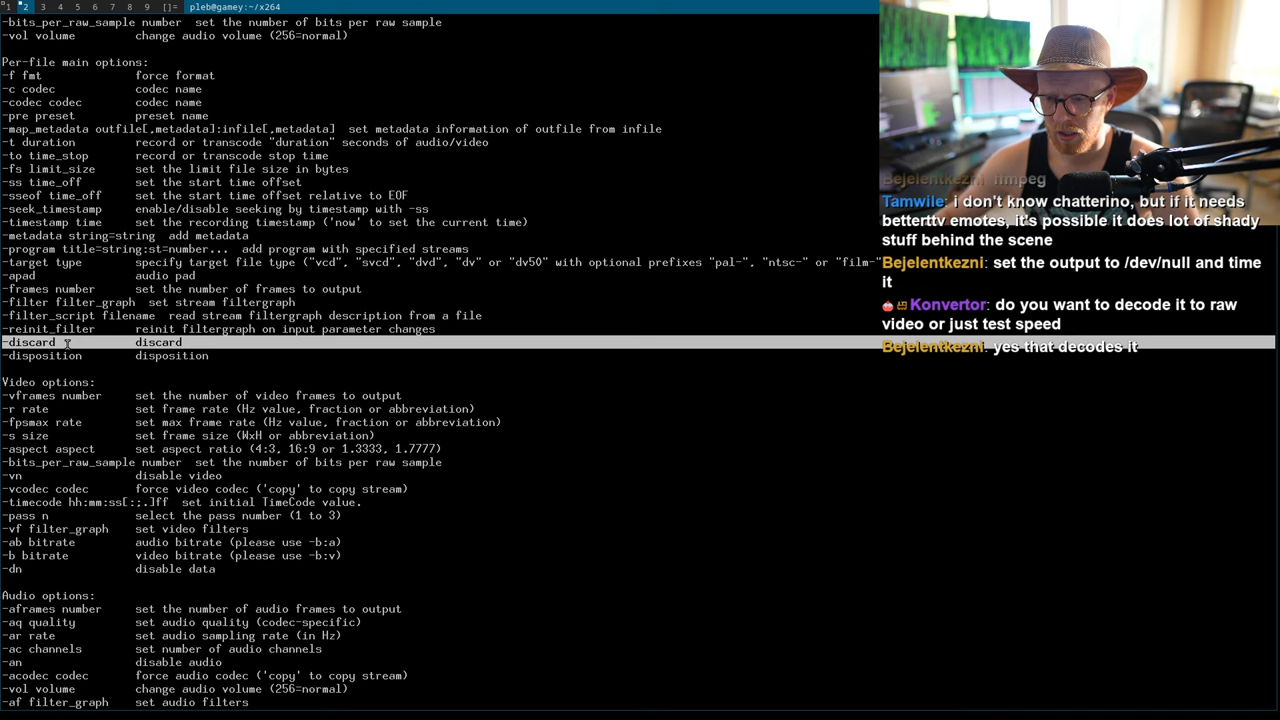 1 2 3 4 5 6 7 8 9 []= pleb@gamey:~/x264
-bits_per_raw_sample number  set the number of bits per raw sample
-vol volume         change audio volume (256=normal)
Per-file main options:
-f fmt              force format
-c codec            codec name
-codec codec        codec name
-pre preset         preset name
-map_metadata outfile[,metadata]:infile[,metadata]  set metadata information of outfile from infile
-t duration         record or transcode "duration" seconds of audio/video
-to time_stop       record or transcode stop time
-fs limit_size      set the limit file size in bytes
-ss time_off        set the start time offset
-sseof time_off     set the start time offset relative to EOF
-seek_timestamp     enable/disable seeking by timestamp with -ss
-timestamp time     set the recording timestamp ('now' to set the current time)
-metadata string=string  add metadata
-program title=string:st=number...  add program with specified streams
-target type        specify target file type ("vcd", "svcd", "dvd", "dv" or "dv50" with optional prefixes "pal-", "ntsc-" or "film-"
-apad               audio pad
-frames number      set the number of frames to output
-filter filter_graph  set stream filtergraph
-filter_script filename  read stream filtergraph description from a file
-reinit_filter      reinit filtergraph on input parameter changes
-discard            discard
-disposition        disposition
Video options:
-vframes number     set the number of video frames to output
-r rate             set frame rate (Hz value, fraction or abbreviation)
-fpsmax rate        set max frame rate (Hz value, fraction or abbreviation)
-s size             set frame size (WxH or abbreviation)
-aspect aspect      set aspect ratio (4:3, 16:9 or 1.3333, 1.7777)
-bits_per_raw_sample number  set the number of bits per raw sample
-vn                 disable video
-vcodec codec       force video codec ('copy' to copy stream)
-timecode hh:mm:ss[:;.]ff  set initial TimeCode value.
-pass n             select the pass number (1 to 3)
-vf filter_graph    set video filters
-ab bitrate         audio bitrate (please use -b:a)
-b bitrate          video bitrate (please use -b:v)
-dn                 disable data
Audio options:
-aframes number     set the number of audio frames to output
-aq quality         set audio quality (codec-specific)
-ar rate            set audio sampling rate (in Hz)
-ac channels        set number of audio channels
-an                 disable audio
-acodec codec       force audio codec ('copy' to copy stream)
-vol volume         change audio volume (256=normal)
-af filter_graph    set audio filters
Bejelentkezni: ffmpeg
Tamwile: i don't know chatterino, but if it needs
betterttv emotes, it's possible it does lot of shady
stuff behind the scene
Bejelentkezni: set the output to /dev/null and time
it
Konvertor: do you want to decode it to raw
video or just test speed
Bejelentkezni: yes that decodes it